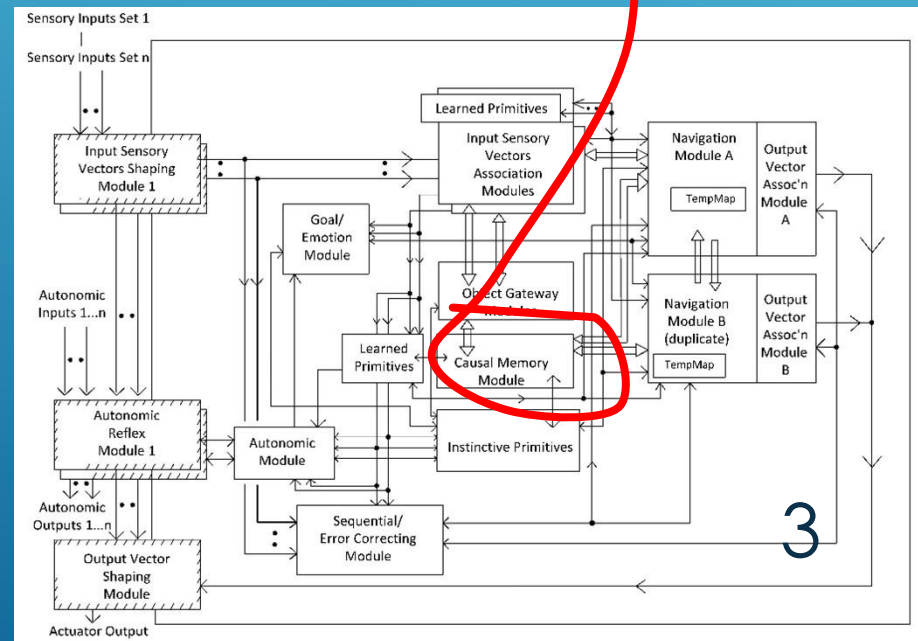 Sensory Inputs Set 1
Sensory Inputs Set n
Input Sensory
Vectors Shaping
Module 1
Autonomic
Inputs 1...n
Autonomic
Reflex
Module 1
Autonomic
Outputs 1...n
Output Vector
Shaping
Module
Actuator Output
Goal/
Emotion
Module
Learned
Primitives
Autonomic
Module
Sequential/
Error Correcting
Module
Learned Primitives
Input Sensory
Vectors
Association
Modules
Object Gateway
Modules
Causal Memory
Module
Instinctive Primitives
Navigation
Module A
TempMap
Output
Vector
Assoc'n
Module
A
Navigation
Module B
(duplicate)
TempMap
Output
Vector
Assoc'n
Module
B
3